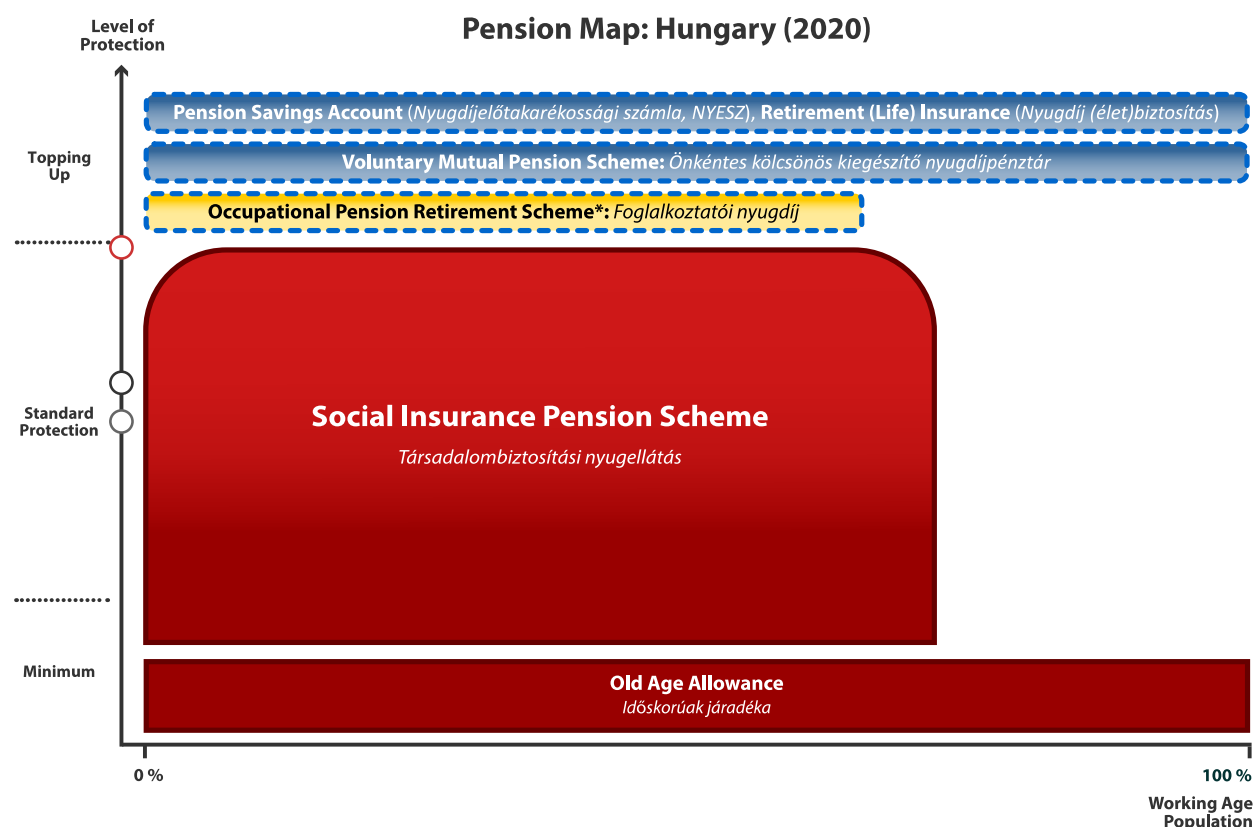 Pension Map: Hungary (2020)
Level of
Protection
Pension Savings Account (Nyugdíjelőtakarékossági számla, NYESZ), Retirement (Life) Insurance (Nyugdíj (élet)biztosítás)
Topping
Up
Voluntary Mutual Pension Scheme: Önkéntes kölcsönös kiegészítő nyugdíjpénztár
Occupational Pension Retirement Scheme*: Foglalkoztatói nyugdíj
Standard
Protection
Social Insurance Pension Scheme
Társadalombiztosítási nyugellátás
Minimum
Old Age Allowance
Időskorúak járadéka
0 %
100 %
Working Age
Population